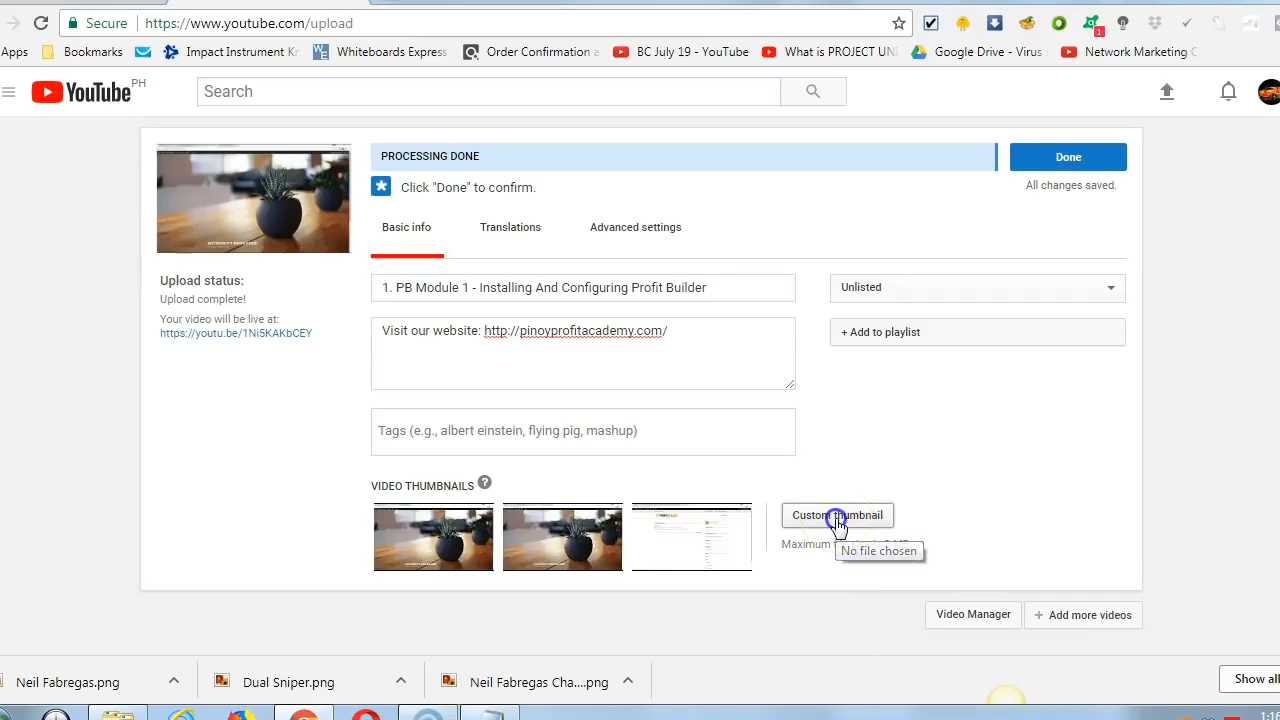 Secure https://www.youtube.com/upload
1
Apps Bookmarks Impact Instrument Kr Whiteboards Express Order Confirmation a BC July 19 - YouTube What is PROJECT UNI Google Drive - Virus Network Marketing C
YouTube PH Search
PROCESSING DONE Done
Click "Done" to confirm. All changes saved.
Basic info Translations Advanced settings
Upload status:
Upload complete!
Your video will be live at:
https://youtu.be/1Ni5KAKbCEY
1. PB Module 1 - Installing And Configuring Profit Builder
Unlisted
Visit our website: http://pinoyprofitacademy.com/
+ Add to playlist
Tags (e.g., albert einstein, flying pig, mashup)
VIDEO THUMBNAILS ?
Custom thumbnail
Maximum
No file chosen
Video Manager + Add more videos
Neil Fabregas.png Dual Sniper.png Neil Fabregas Cha....png Show all